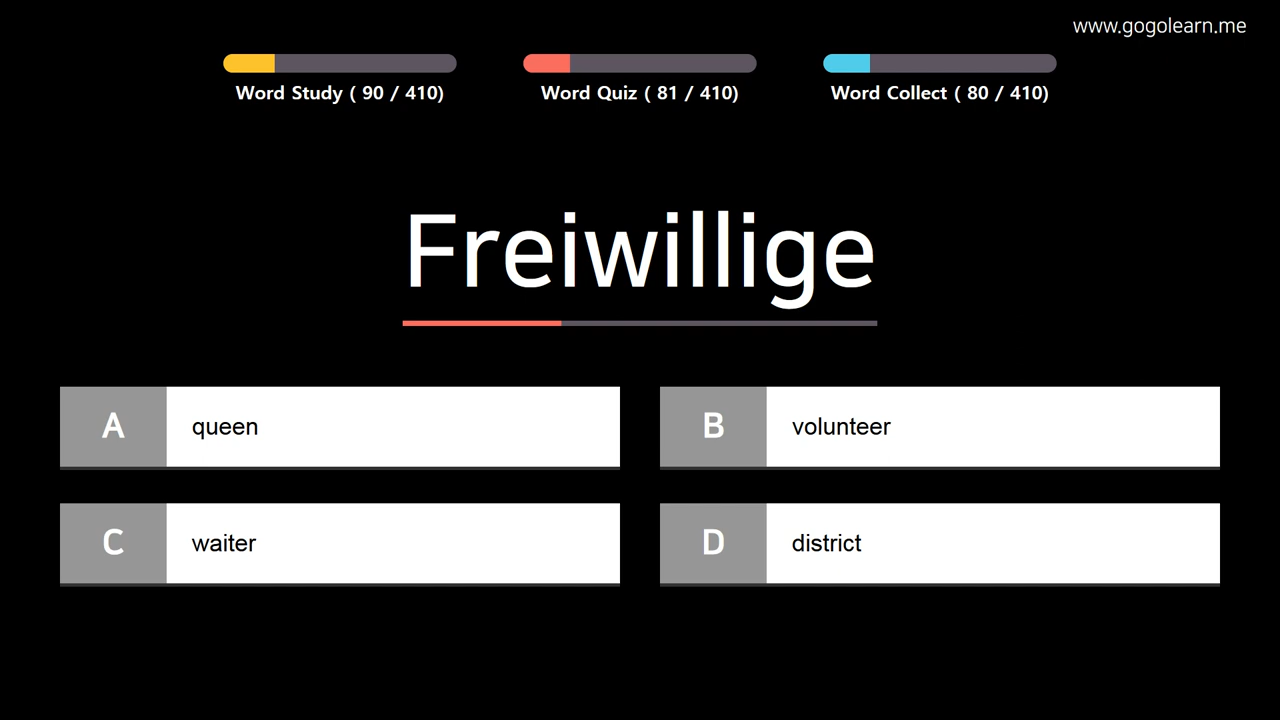 www.gogolearn.me
Word Study ( 90 / 410)
Word Quiz ( 81 / 410)
Word Collect ( 80 / 410)
Freiwillige
A queen
B volunteer
C waiter
D district